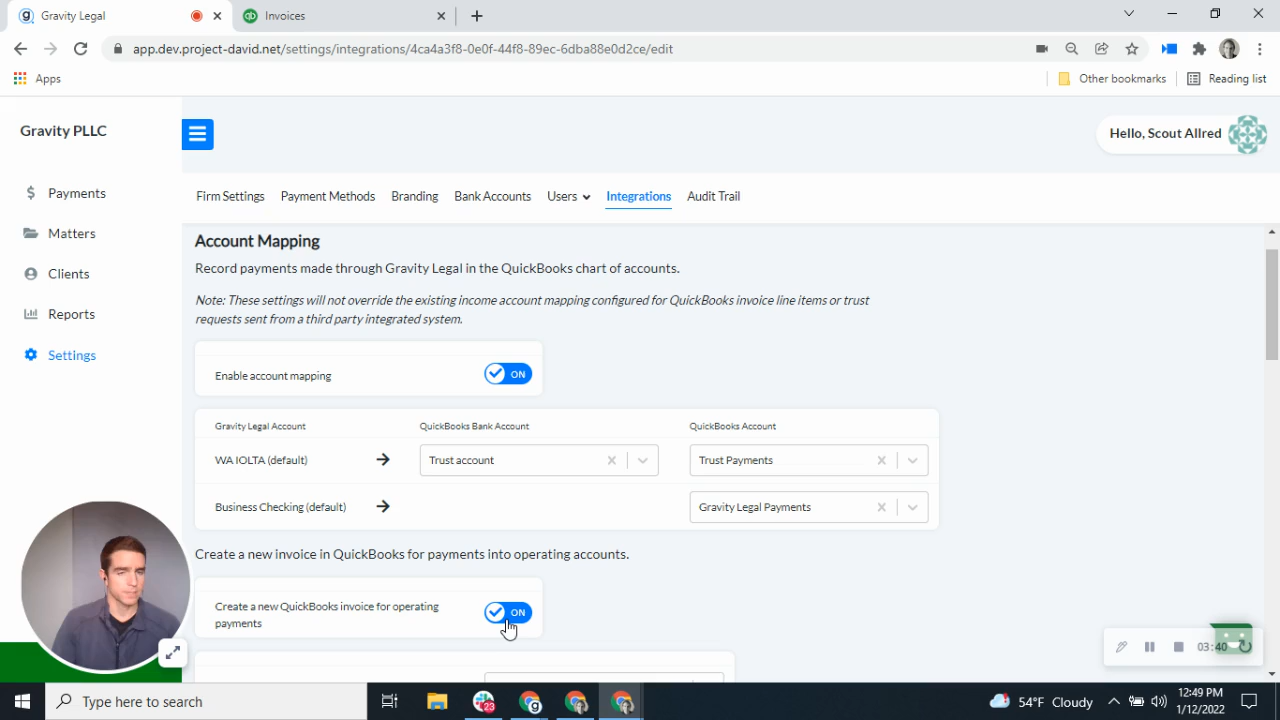 Gravity Legal
Invoices
app.dev.project-david.net/settings/integrations/4ca4a3f8-0e0f-44f8-89ec-6dba88e0d2ce/edit
Apps
Other bookmarks
Reading list
Gravity PLLC
Hello, Scout Allred
Payments
Matters
Clients
Reports
Settings
Firm Settings
Payment Methods
Branding
Bank Accounts
Users
Integrations
Audit Trail
Account Mapping
Record payments made through Gravity Legal in the QuickBooks chart of accounts.
Note: These settings will not override the existing income account mapping configured for QuickBooks invoice line items or trust
requests sent from a third party integrated system.
Enable account mapping
ON
Gravity Legal Account
QuickBooks Bank Account
QuickBooks Account
WA IOLTA (default)
Trust account
Trust Payments
Business Checking (default)
Gravity Legal Payments
Create a new invoice in QuickBooks for payments into operating accounts.
Create a new QuickBooks invoice for operating
payments
ON
03:40
Type here to search
23
54°F Cloudy
12:49 PM
1/12/2022